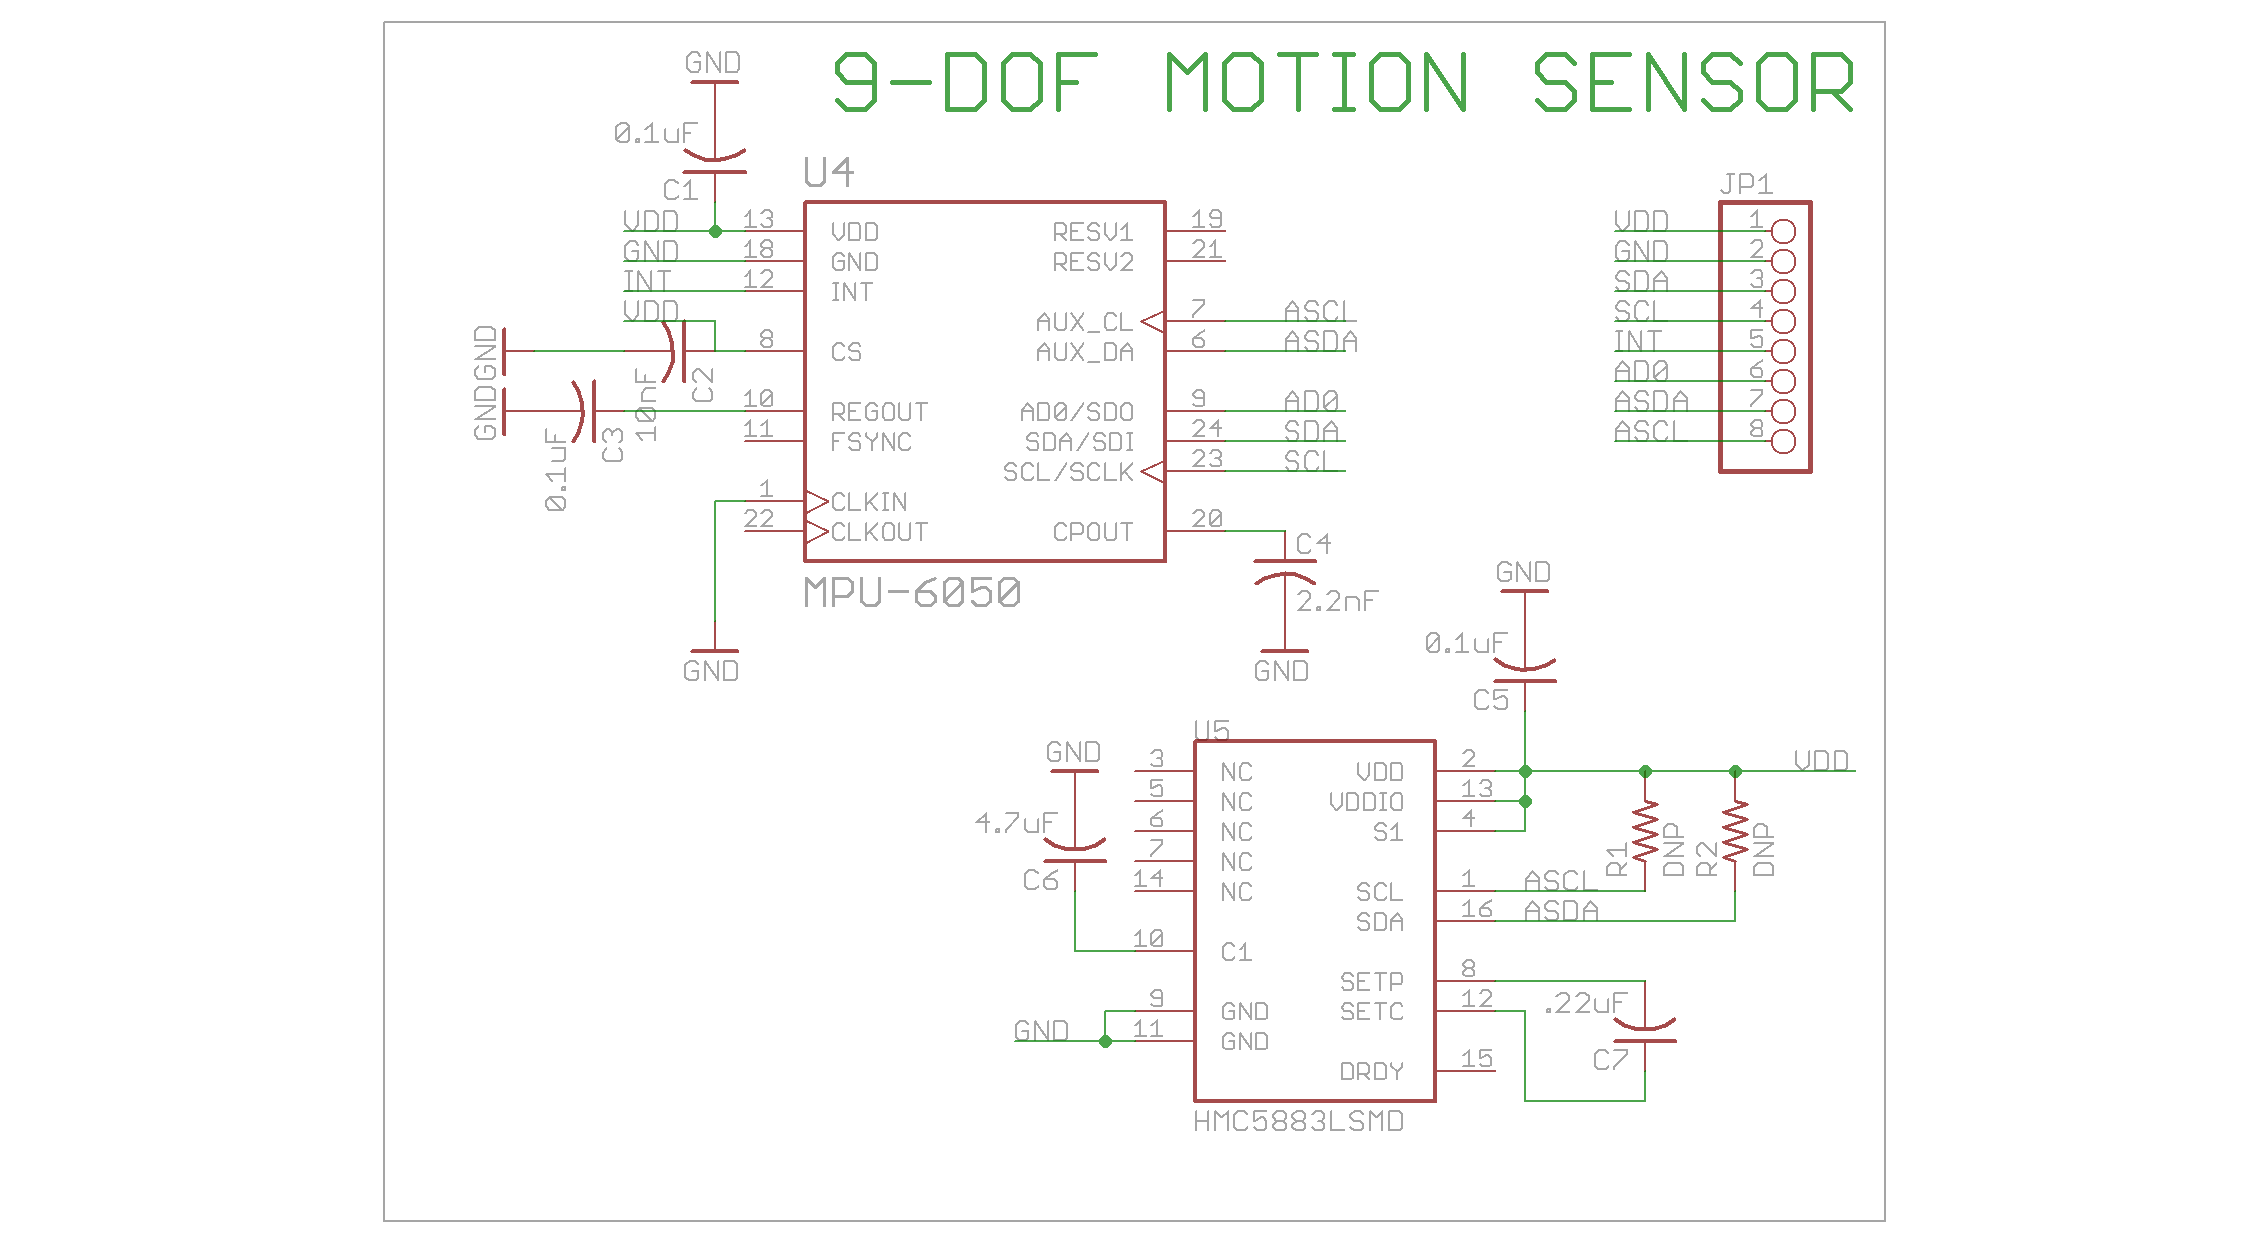 9-DOF MOTION SENSOR
GND
0.1uF
C1
U4
VDD 13 VDD
GND 18 GND
INT 12 INT
VDD
8 CS
GND
10nF
C2
10 REGOUT
GND
0.1uF
C3
11 FSYNC
1 CLKIN
22 CLKOUT
GND
RESV1 19
RESV2 21
AUX_CL 7 ASCL
AUX_DA 6 ASDA
AD0/SDO 9 AD0
SDA/SDI 24 SDA
SCL/SCLK 23 SCL
CPOUT 20
C4
2.2nF
GND
MPU-6050
JP1
VDD 1
GND 2
SDA 3
SCL 4
INT 5
AD0 6
ASDA 7
ASCL 8
GND
0.1uF
C5
U5
GND
4.7uF
C6
3 NC
5 NC
6 NC
7 NC
14 NC
10 C1
9 GND
GND 11 GND
VDD 2
VDD
VDDIO 13
S1 4
R1
DNP
R2
DNP
SCL 1 ASCL
SDA 16 ASDA
SETP 8
SETC 12
.22uF
C7
DRDY 15
HMC5883LSMD